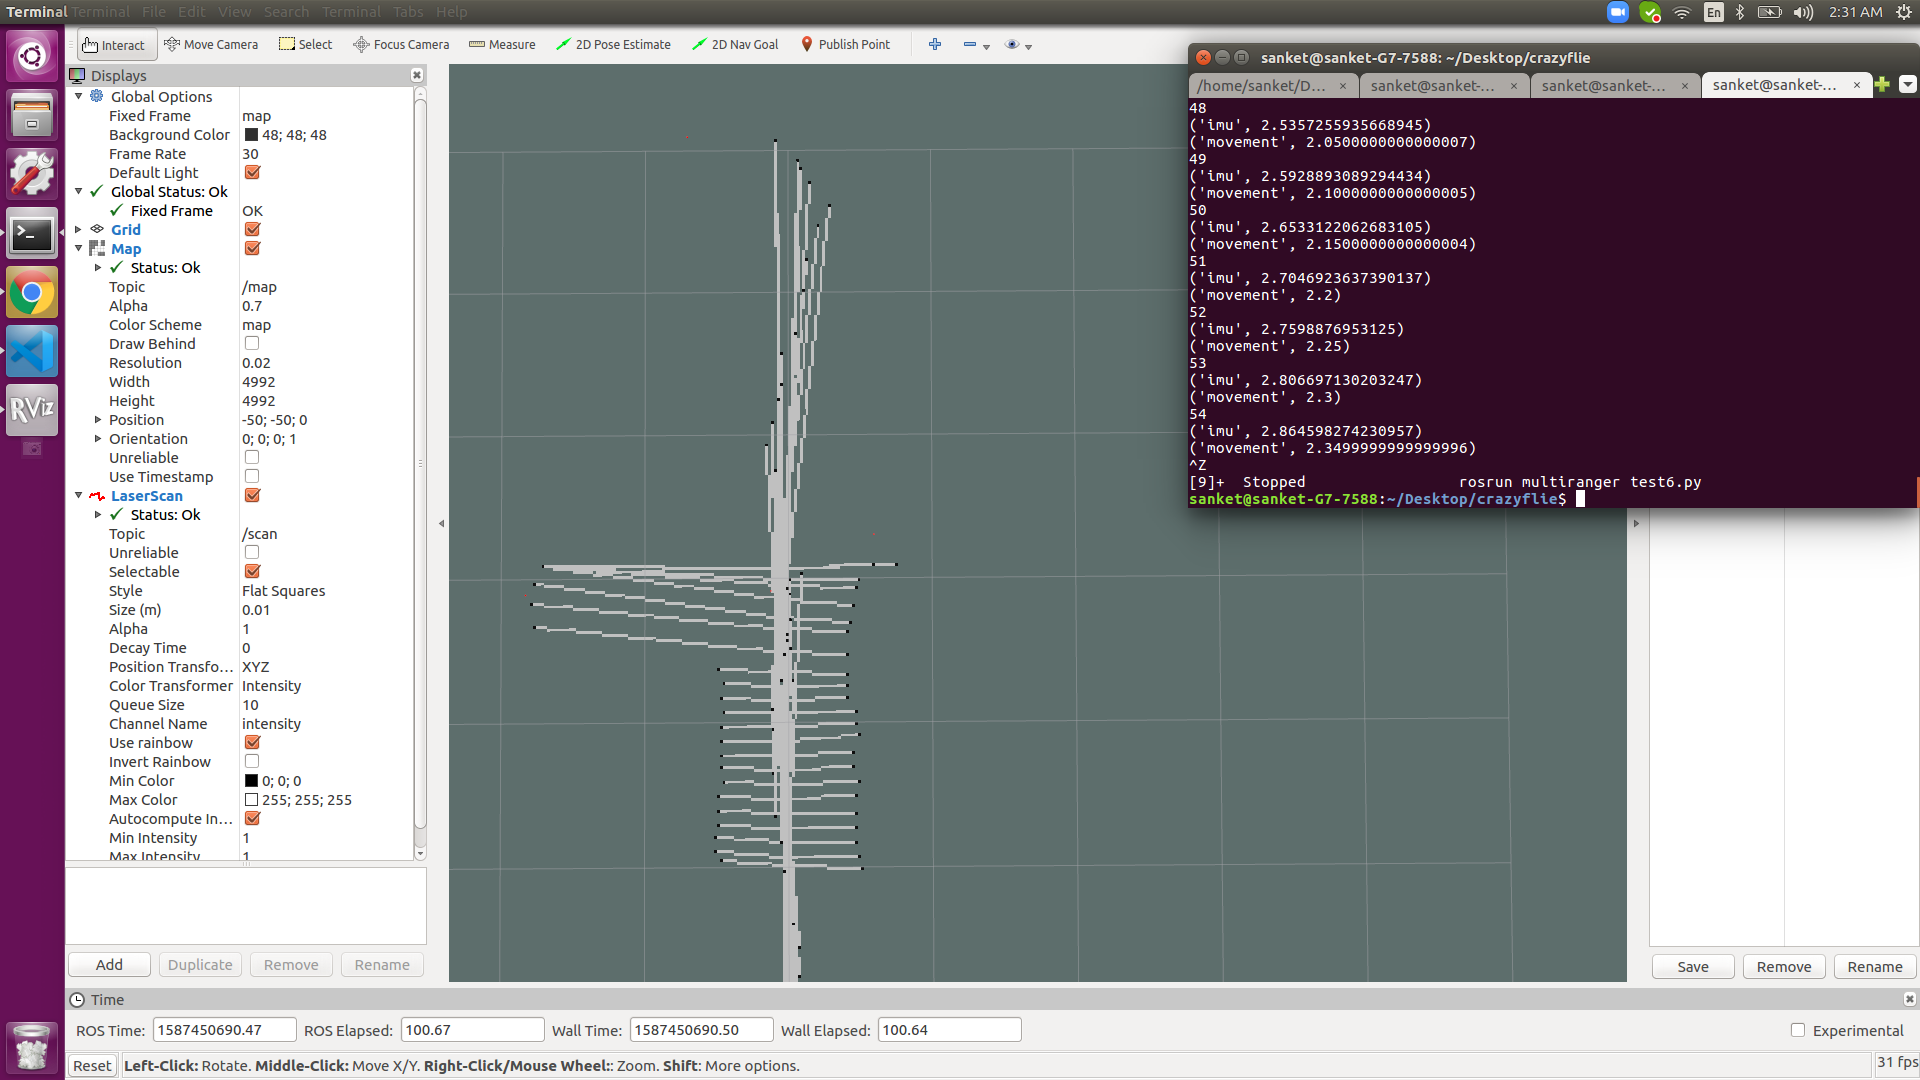 Terminal Terminal File Edit View Search Terminal Tabs Help
En 2:31 AM
Interact Move Camera Select Focus Camera Measure 2D Pose Estimate 2D Nav Goal Publish Point
Displays
Global Options
Fixed Frame map
Background Color 48; 48; 48
Frame Rate 30
Default Light
Global Status: Ok
Fixed Frame OK
Grid
Map
Status: Ok
Topic /map
Alpha 0.7
Color Scheme map
Draw Behind
Resolution 0.02
Width 4992
Height 4992
Position -50; -50; 0
Orientation 0; 0; 0; 1
Unreliable
Use Timestamp
LaserScan
Status: Ok
Topic /scan
Unreliable
Selectable
Style Flat Squares
Size (m) 0.01
Alpha 1
Decay Time 0
Position Transfo... XYZ
Color Transformer Intensity
Queue Size 10
Channel Name intensity
Use rainbow
Invert Rainbow
Min Color 0; 0; 0
Max Color 255; 255; 255
Autocompute In...
Min Intensity 1
Max Intensity 1
Add Duplicate Remove Rename
RViz
sanket@sanket-G7-7588: ~/Desktop/crazyflie
/home/sanket/D... × sanket@sanket-... × sanket@sanket-... × sanket@sanket-... ×
48
('imu', 2.5357255935668945)
('movement', 2.0500000000000007)
49
('imu', 2.5928893089294434)
('movement', 2.1000000000000005)
50
('imu', 2.6533122062683105)
('movement', 2.1500000000000004)
51
('imu', 2.7046923637390137)
('movement', 2.2)
52
('imu', 2.7598876953125)
('movement', 2.25)
53
('imu', 2.806697130203247)
('movement', 2.3)
54
('imu', 2.864598274230957)
('movement', 2.3499999999999996)
^Z
[9]+ Stopped rosrun multiranger test6.py
sanket@sanket-G7-7588:~/Desktop/crazyflie$
Save Remove Rename
Time
ROS Time: 1587450690.47 ROS Elapsed: 100.67 Wall Time: 1587450690.50 Wall Elapsed: 100.64 Experimental
Reset Left-Click: Rotate. Middle-Click: Move X/Y. Right-Click/Mouse Wheel:: Zoom. Shift: More options. 31 fps